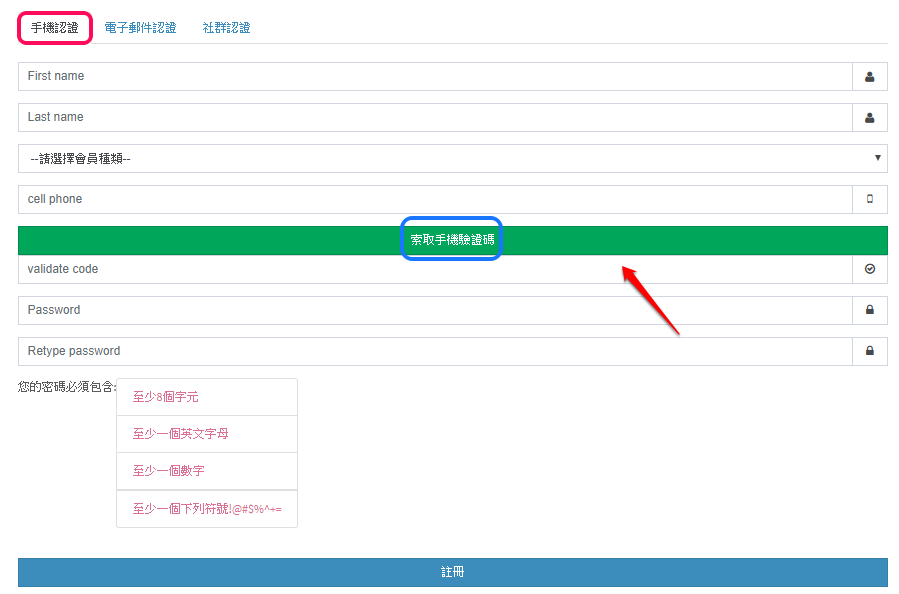 手機認證 電子郵件認證 社群認證
First name
Last name
--請選擇會員種類--
cell phone
索取手機驗證碼
validate code
Password
Retype password
您的密碼必須包含:
至少8個字元
至少一個英文字母
至少一個數字
至少一個下列符號!@#$%^+=
註冊